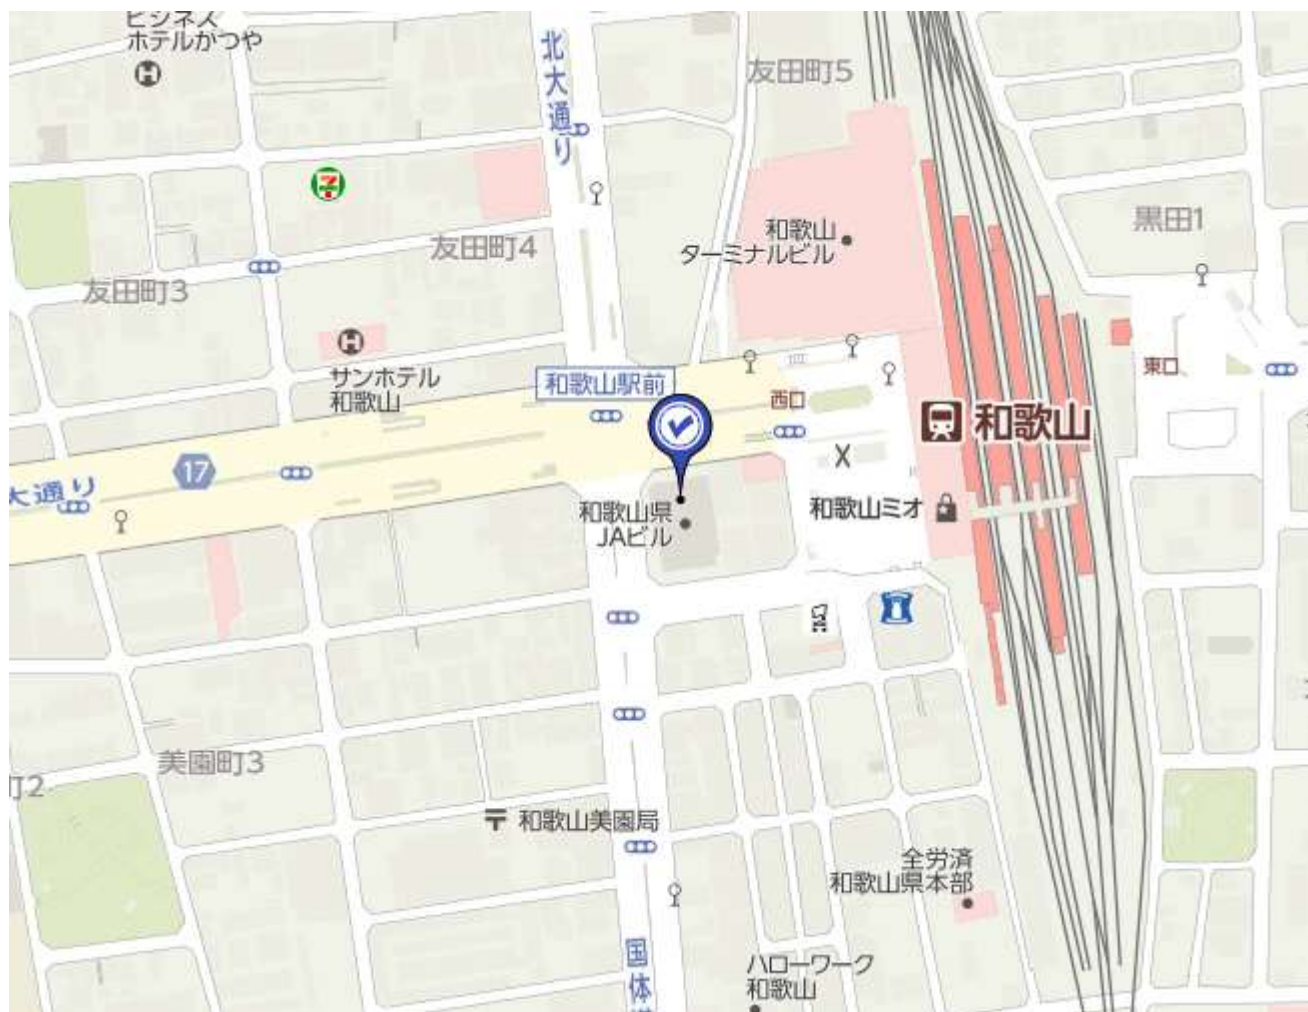 ビジネス
ホテルかつや
H
北大通り
友田町5
7
和歌山
ターミナルビル
黒田1
友田町4
友田町3
H
サンホテル
和歌山
和歌山駅前
西口
東口
和歌山
17
大通り
和歌山県
JAビル
和歌山ミオ
美園町3
町2
〒 和歌山美園局
全労済
和歌山県本部
国体
ハローワーク
和歌山